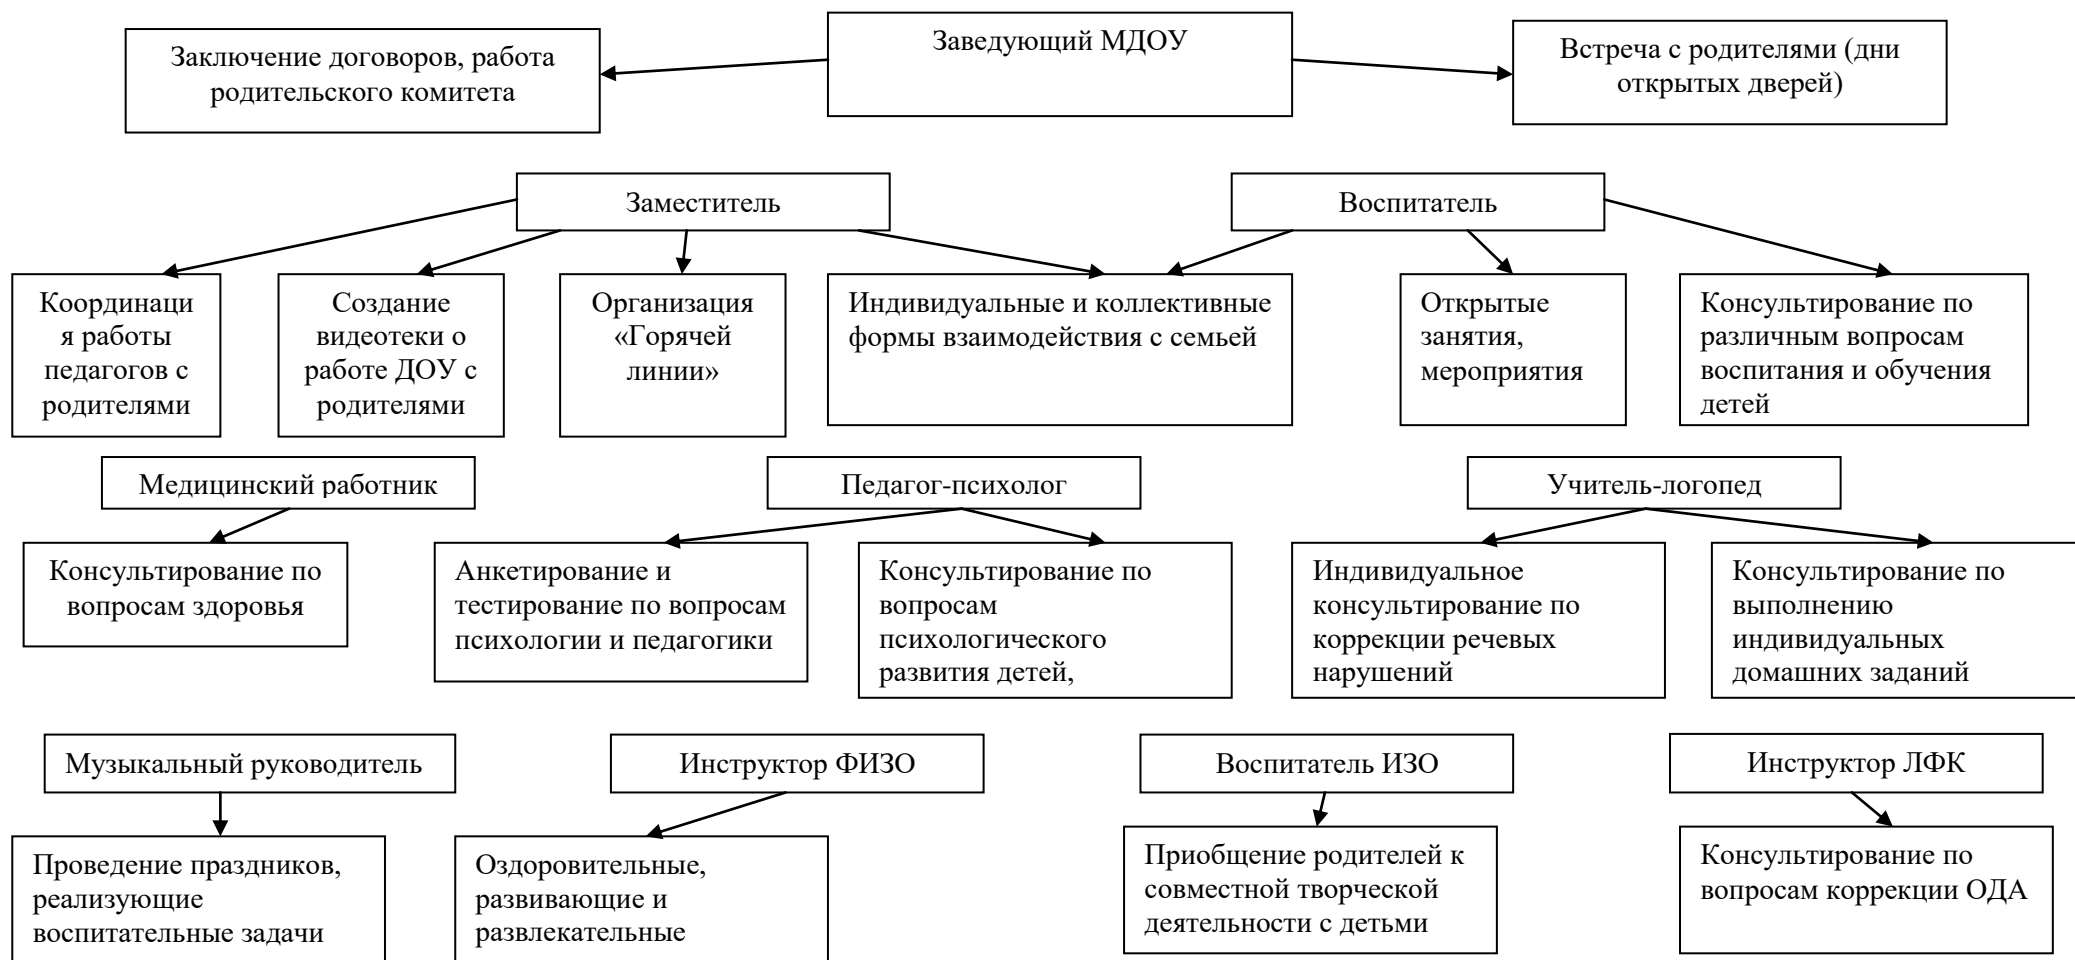 Заключение договоров, работа
родительского комитета
Заведующий МДОУ
Встреча с родителями (дни
открытых дверей)
Заместитель
Воспитатель
Координаци
я работы
педагогов с
родителями
Создание
видеотеки о
работе ДОУ с
родителями
Организация
«Горячей
линии»
Индивидуальные и коллективные
формы взаимодействия с семьей
Открытые
занятия,
мероприятия
Консультирование по
различным вопросам
воспитания и обучения
детей
Медицинский работник
Педагог-психолог
Учитель-логопед
Консультирование по
вопросам здоровья
Анкетирование и
тестирование по вопросам
психологии и педагогики
Консультирование по
вопросам
психологического
развития детей,
Индивидуальное
консультирование по
коррекции речевых
нарушений
Консультирование по
выполнению
индивидуальных
домашних заданий
Музыкальный руководитель
Инструктор ФИЗО
Воспитатель ИЗО
Инструктор ЛФК
Проведение праздников,
реализующие
воспитательные задачи
Оздоровительные,
развивающие и
развлекательные
Приобщение родителей к
совместной творческой
деятельности с детьми
Консультирование по
вопросам коррекции ОДА